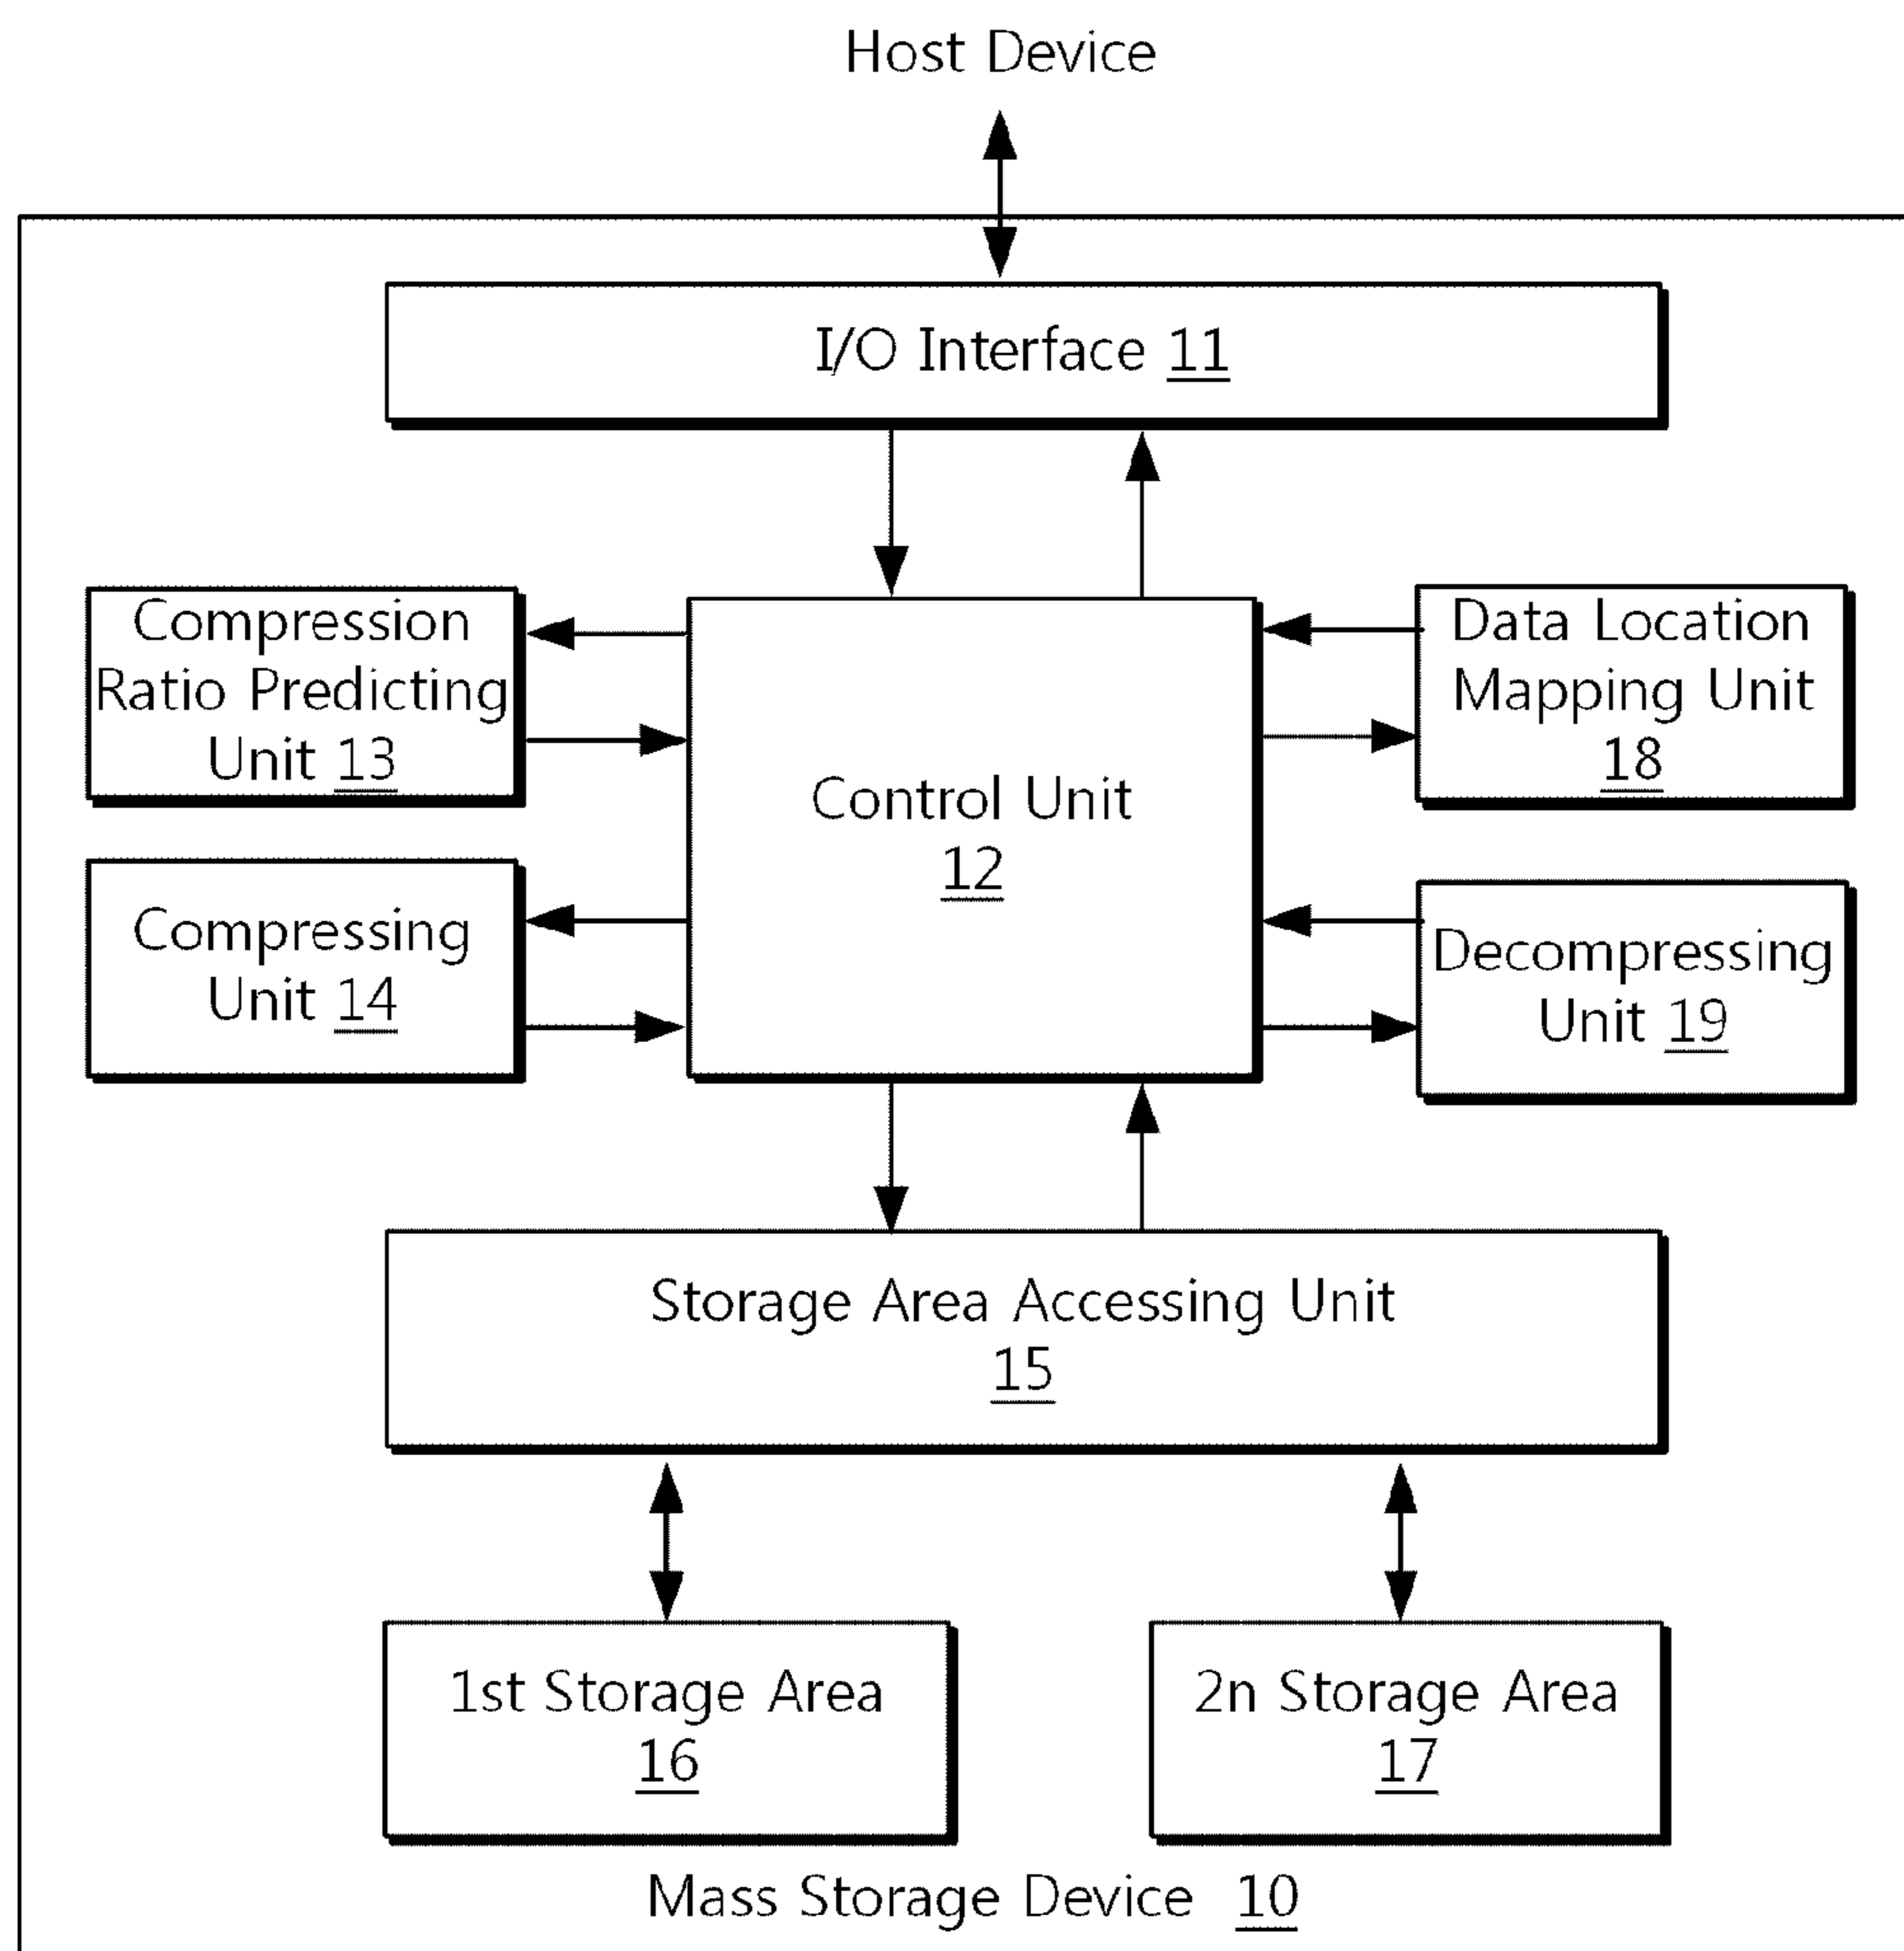 Host Device
I/O Interface 11
Compression
Ratio Predicting
Unit 13
Data Location
Mapping Unit
18
Control Unit
12
Compressing
Unit 14
Decompressing
Unit 19
Storage Area Accessing Unit
15
1st Storage Area
16
2n Storage Area
17
Mass Storage Device 10